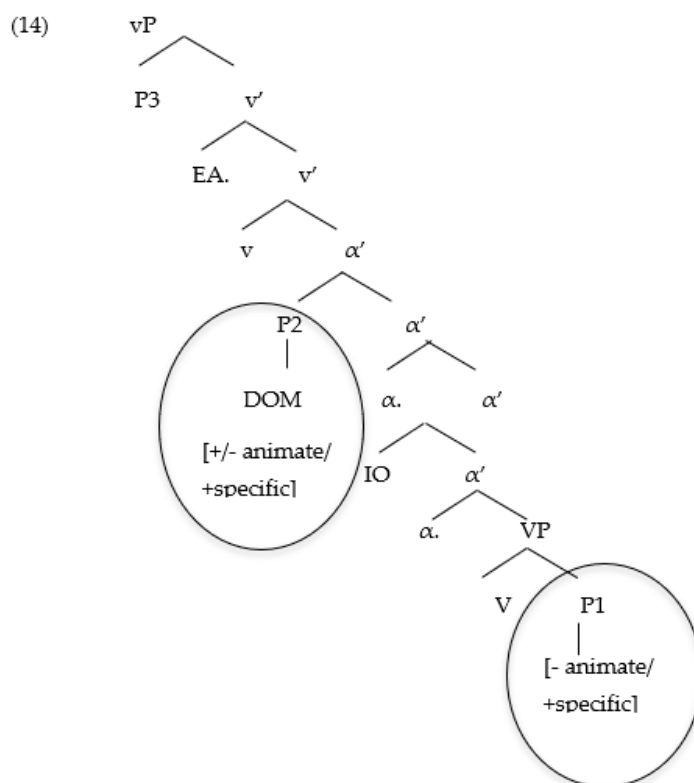 (14) vP
P3 v′
EA. v′
v α′
P2 α′
DOM α. α′
[+/- animate/
+specific]
IO α′
α. VP
V P1
[- animate/
+specific]